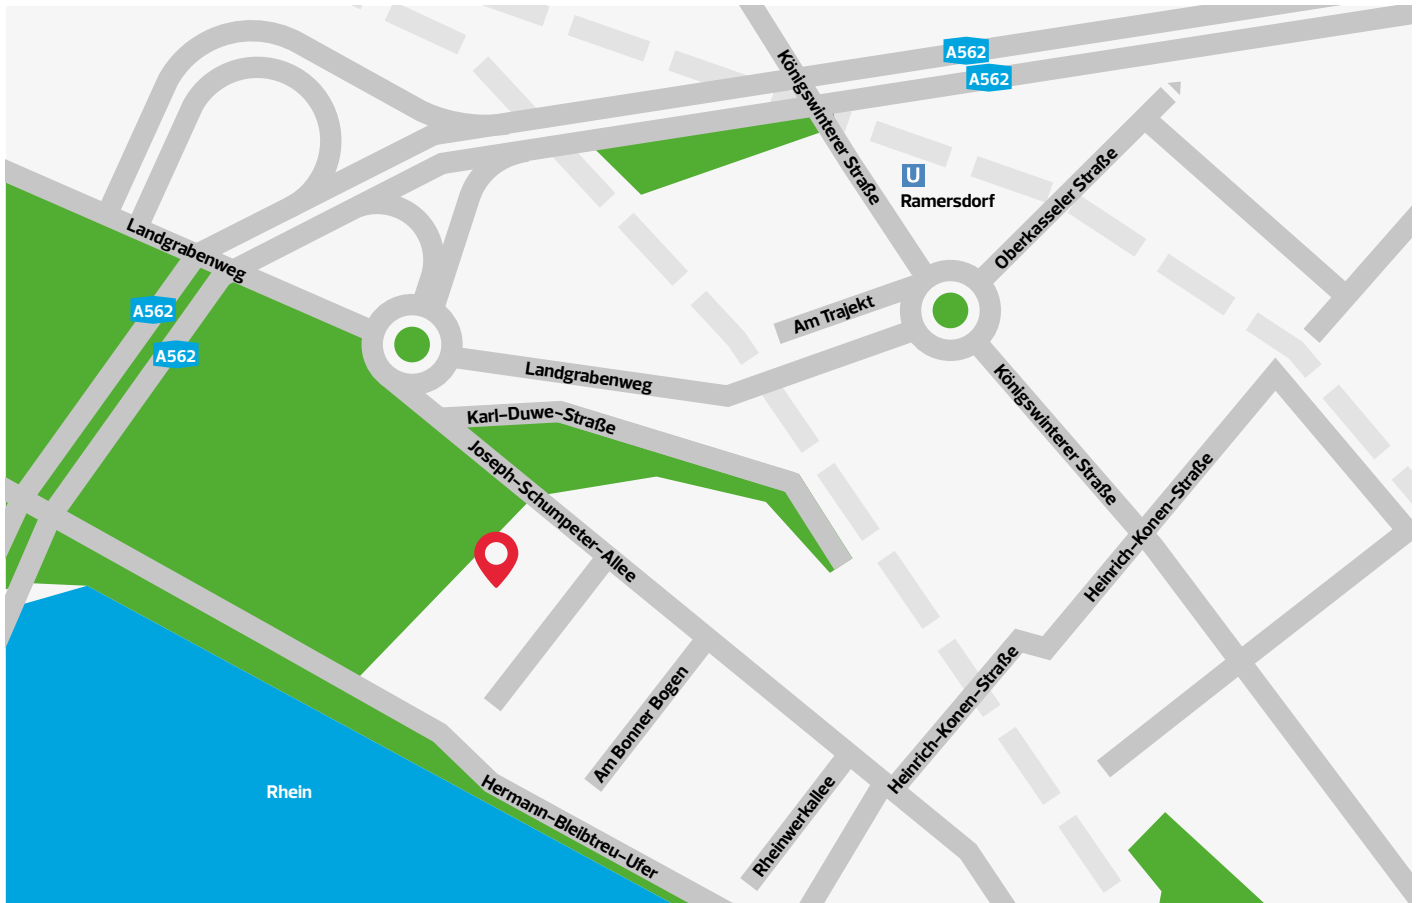 A562
A562
Königswinterer Straße
U
Ramersdorf
Oberkasseler Straße
Landgrabenweg
A562
A562
Am Trajekt
Landgrabenweg
Karl-Duwe-Straße
Königswinterer Straße
Joseph-Schumpeter-Allee
Heinrich-Konen-Straße
Heinrich-Konen-Straße
Am Bonner Bogen
Rheinwerkallee
Rhein
Hermann-Bleibtreu-Ufer